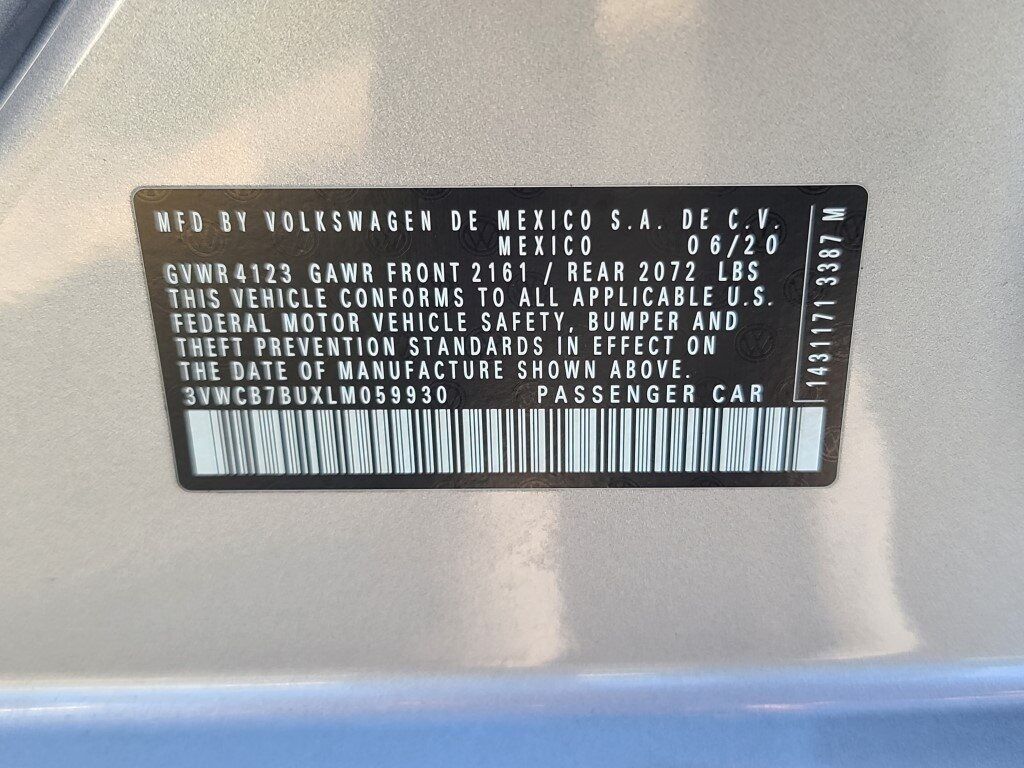 MFD BY VOLKSWAGEN DE MEXICO S.A. DE C.V.
MEXICO 06/20
GVWR 4123 GAWR FRONT 2161 / REAR 2072 LBS
THIS VEHICLE CONFORMS TO ALL APPLICABLE U.S.
FEDERAL MOTOR VEHICLE SAFETY, BUMPER AND
THEFT PREVENTION STANDARDS IN EFFECT ON
THE DATE OF MANUFACTURE SHOWN ABOVE.
3VWCB7BUXLM059930 PASSENGER CAR
1431171 3387 M